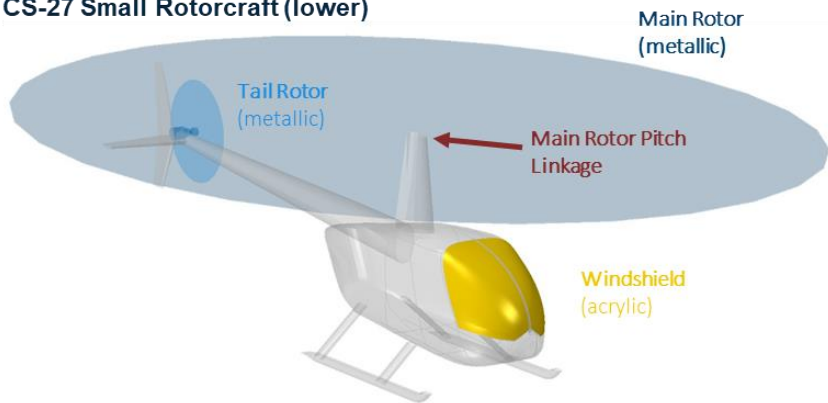 CS-27 Small Rotorcraft (lower)
Main Rotor
(metallic)
Tail Rotor
(metallic)
Main Rotor Pitch
Linkage
Windshield
(acrylic)